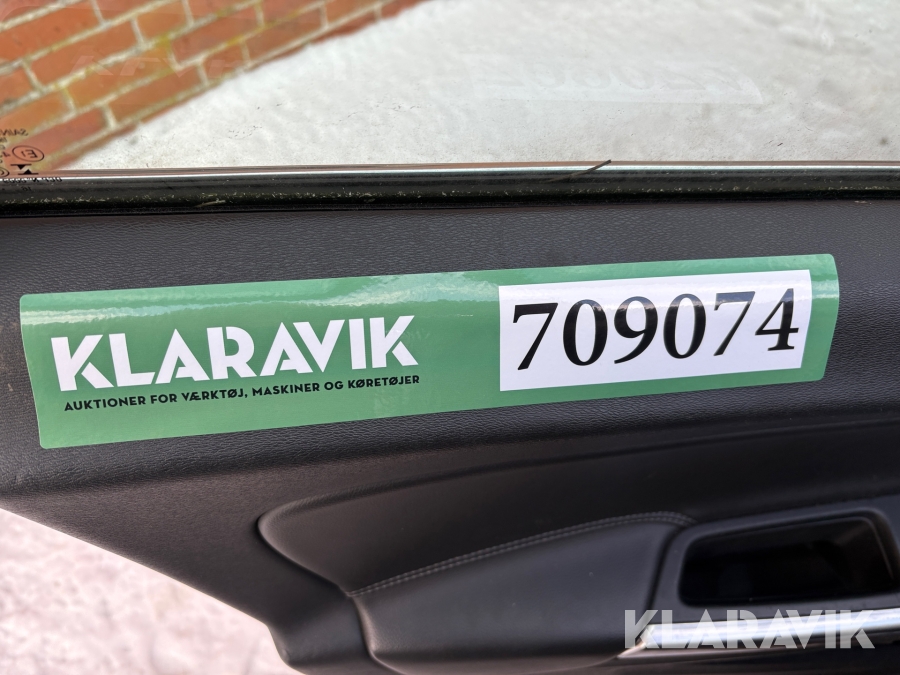 KLARAVIK
AUKTIONER FOR VÆRKTØJ, MASKINER OG KØRETØJER
709074
KLARAVIK